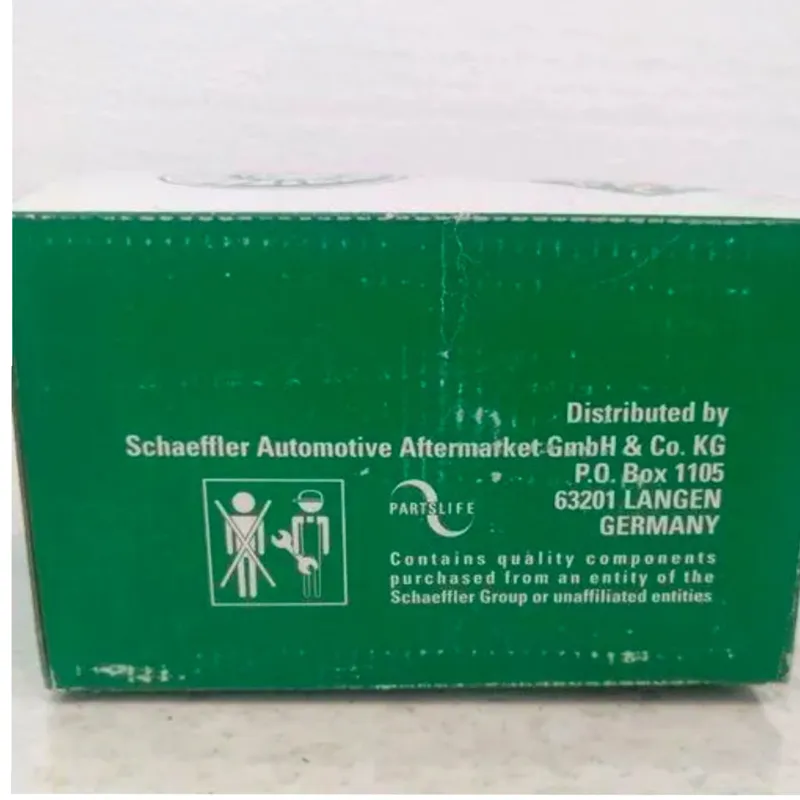 Distributed by
Schaeffler Automotive Aftermarket GmbH & Co. KG
P.O. Box 1105
63201 LANGEN
GERMANY
PARTSLIFE
Contains quality components
purchased from an entity of the
Schaeffler Group or unaffiliated entities